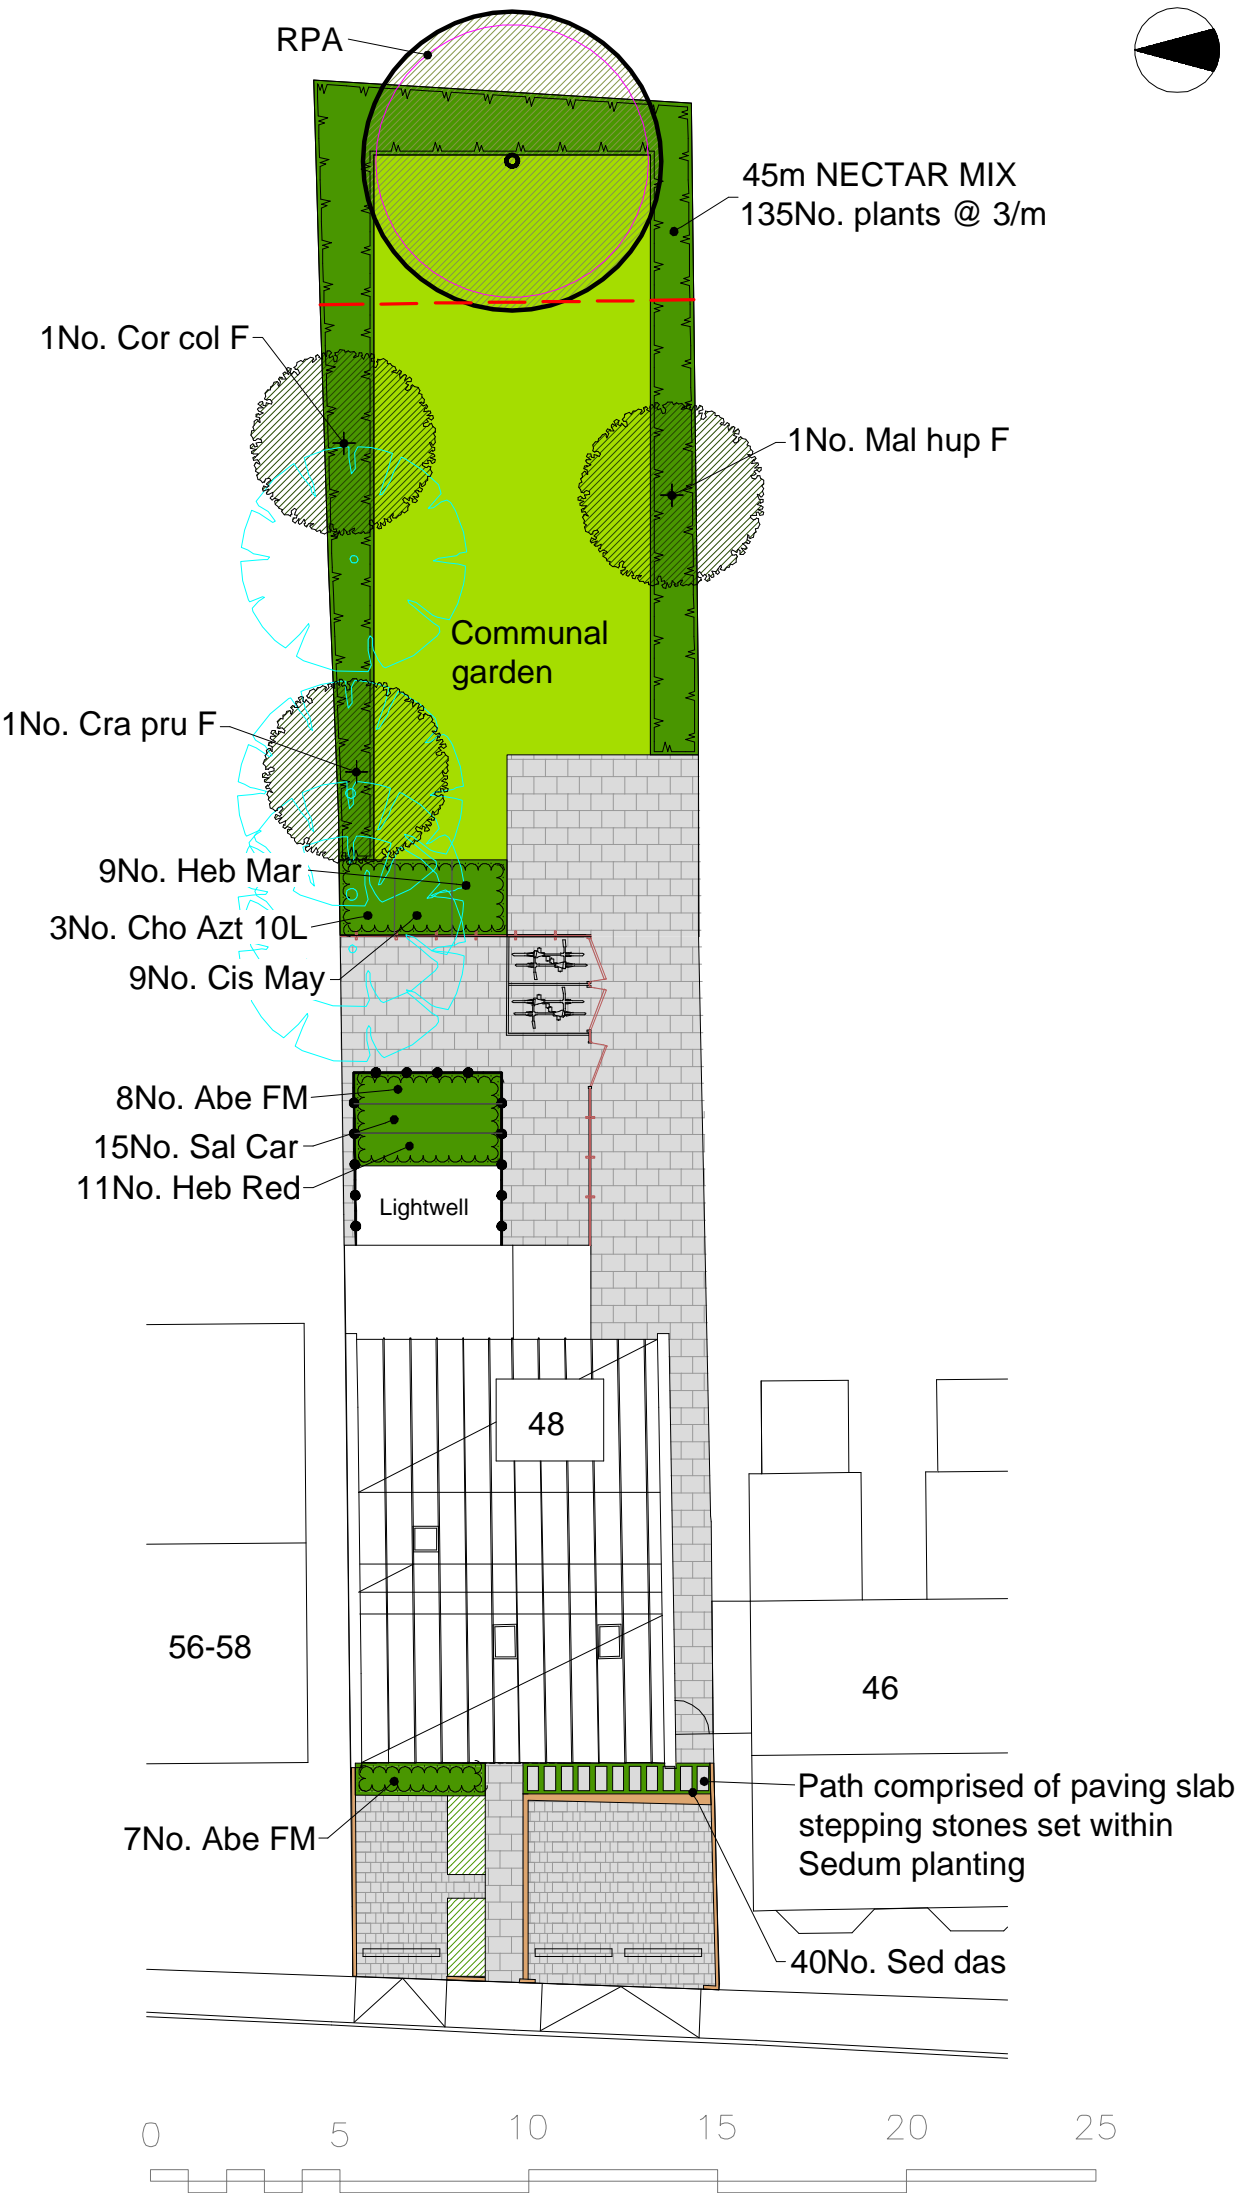 RPA
45m NECTAR MIX
135No. plants @ 3/m
1No. Cor col F
1No. Mal hup F
Communal
garden
1No. Cra pru F
9No. Heb Mar
3No. Cho Azt 10L
9No. Cis May
8No. Abe FM
15No. Sal Car
11No. Heb Red
Lightwell
48
56-58
46
Path comprised of paving slab
stepping stones set within
Sedum planting
7No. Abe FM
40No. Sed das
0 5 10 15 20 25